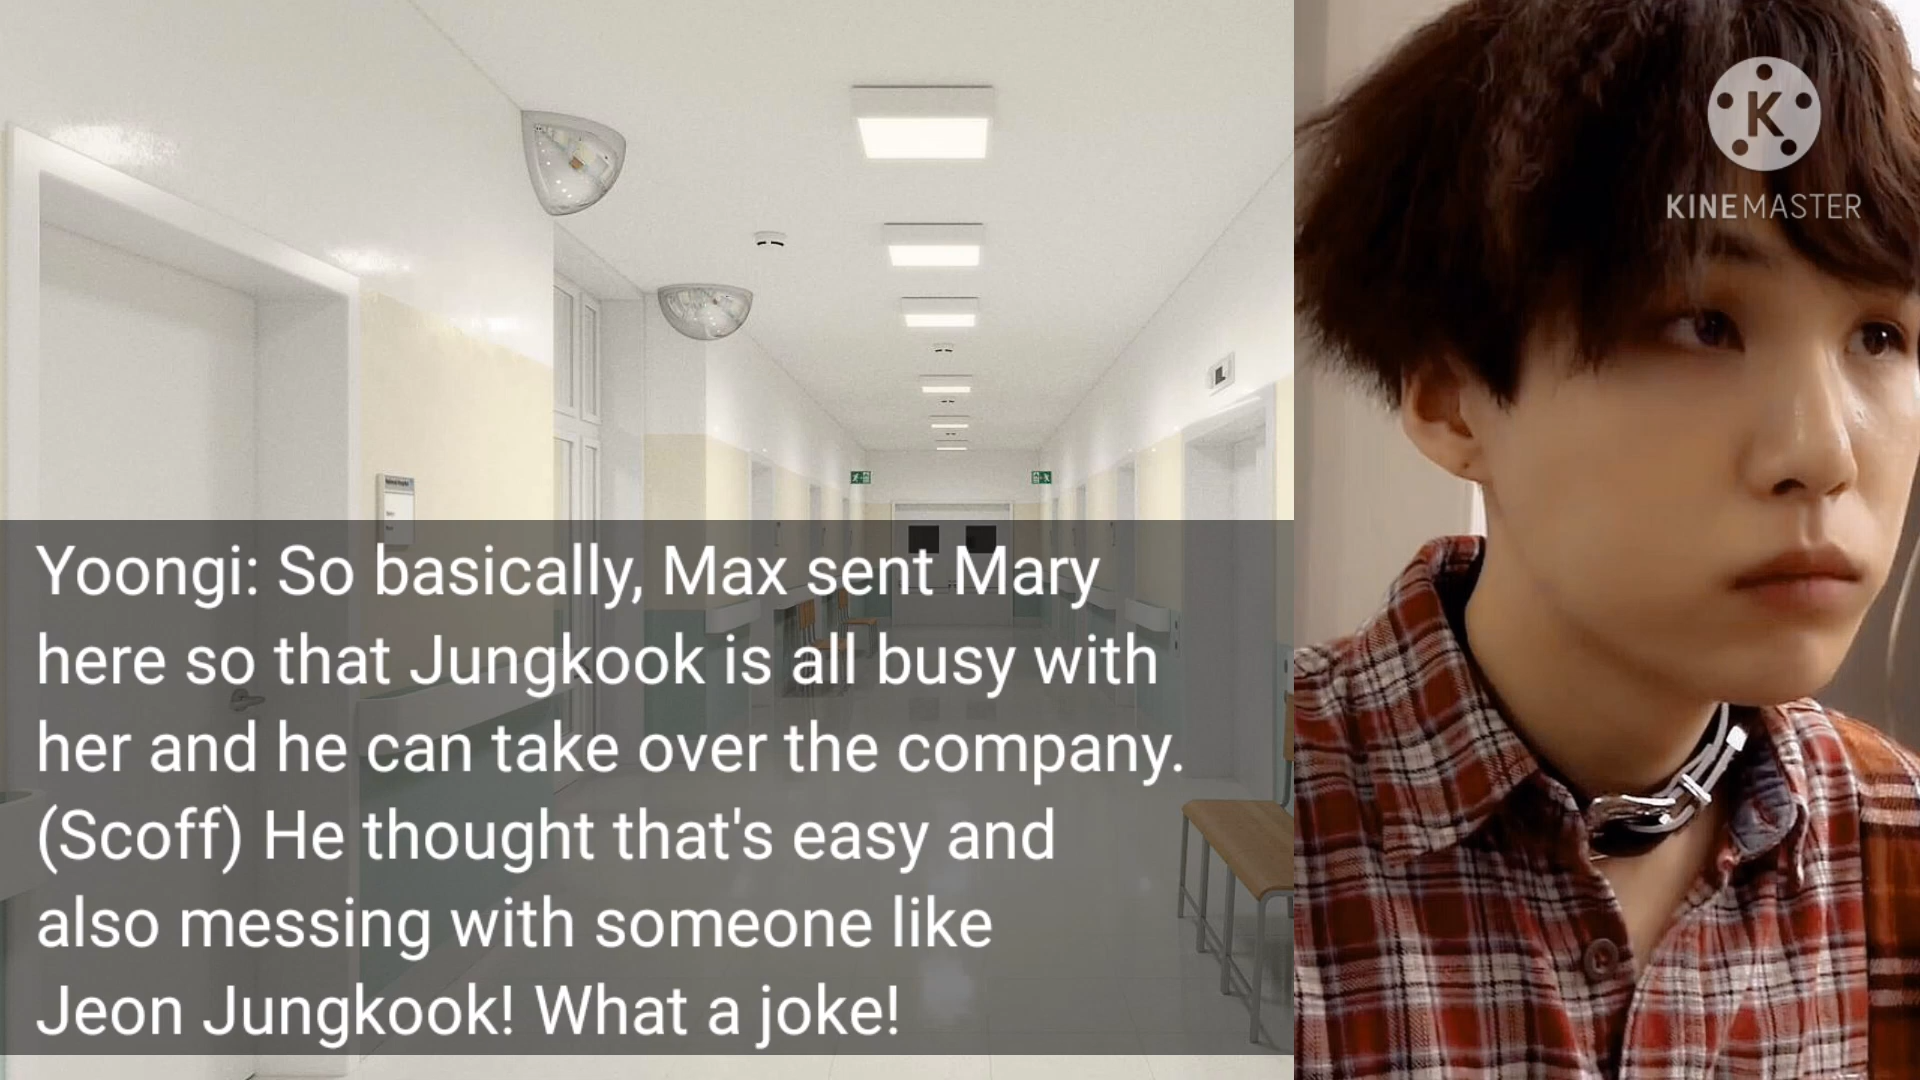 KINEMASTER
Yoongi: So basically, Max sent Mary
here so that Jungkook is all busy with
her and he can take over the company.
(Scoff) He thought that's easy and
also messing with someone like
Jeon Jungkook! What a joke!